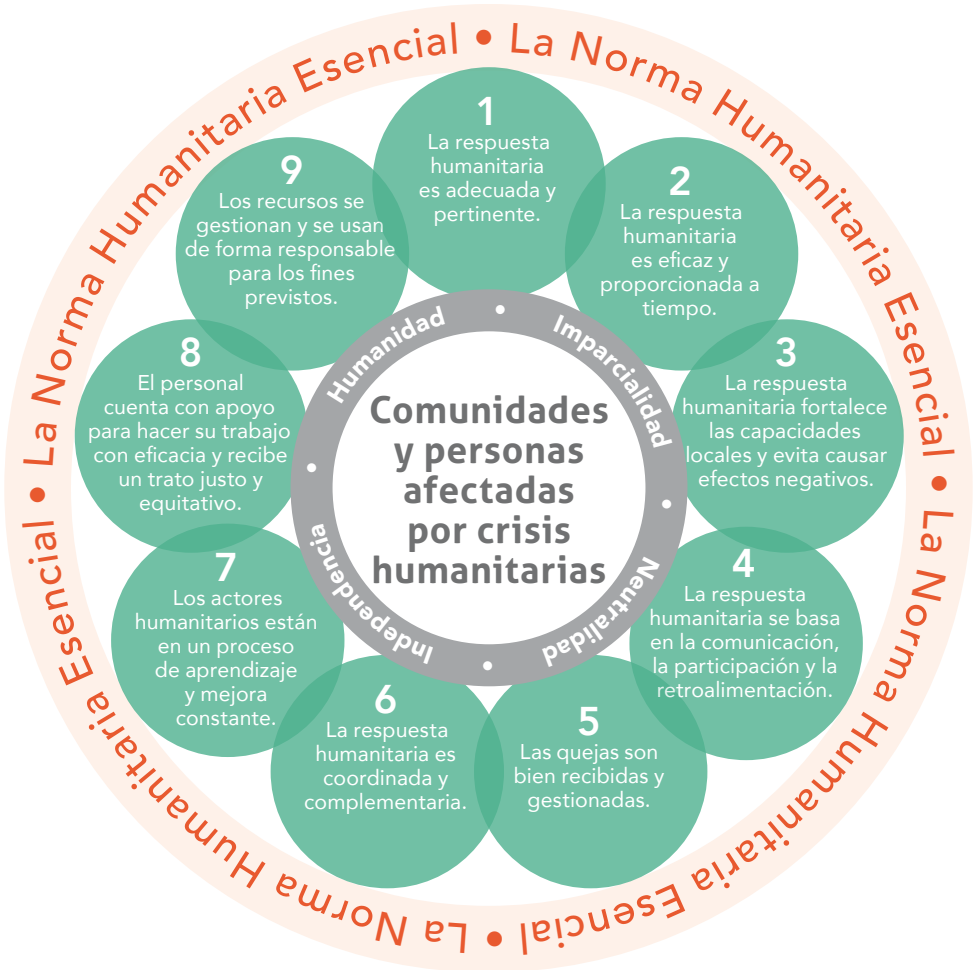 La Norma Humanitaria Esencial • La Norma Humanitaria Esencial • La Norma Humanitaria Esencial • La Norma Humanitaria Esencial •
1
La respuesta
humanitaria
es adecuada y
pertinente.
2
La respuesta
humanitaria
es eficaz y
proporcionada a
tiempo.
3
La respuesta
humanitaria fortalece
las capacidades
locales y evita causar
efectos negativos.
4
La respuesta
humanitaria se basa
en la comunicación,
la participación y la
retroalimentación.
5
Las quejas son
bien recibidas y
gestionadas.
6
La respuesta
humanitaria es
coordinada y
complementaria.
7
Los actores
humanitarios están
en un proceso
de aprendizaje
y mejora
constante.
8
El personal
cuenta con apoyo
para hacer su trabajo
con eficacia y recibe
un trato justo y
equitativo.
9
Los recursos se
gestionan y se usan
de forma responsable
para los fines
previstos.
Humanidad • Imparcialidad • Neutralidad • Independencia •
Comunidades
y personas
afectadas
por crisis
humanitarias